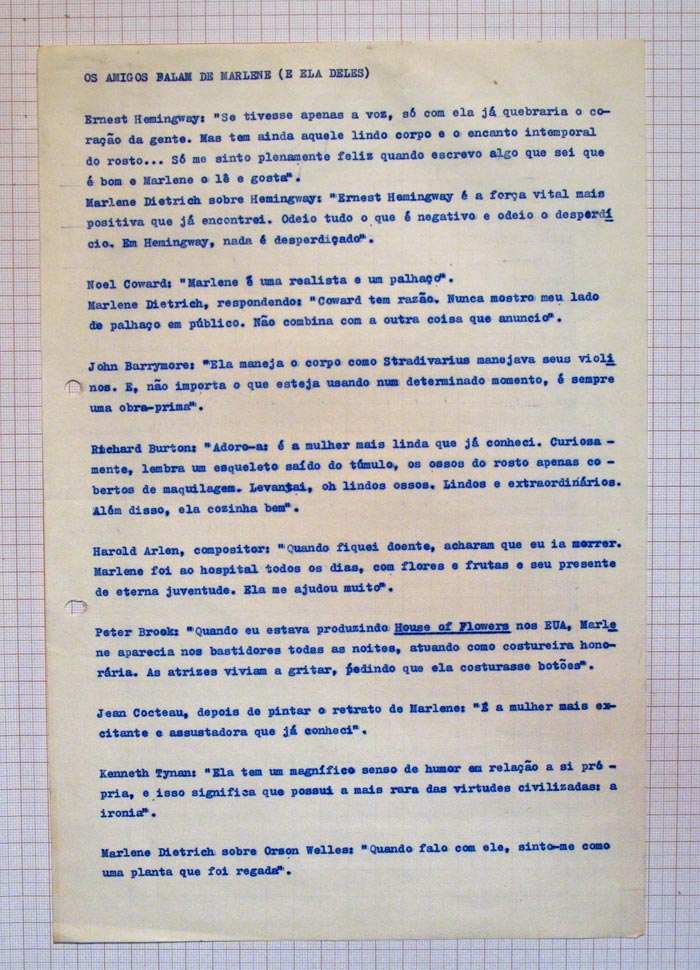 OS AMIGOS BALAM DE MARLENE (E ELA DELES)
Ernest Hemingway: "Se tivesse apenas a voz, só com ela já quebraria o co-
ração da gente. Mas tem ainda aquele lindo corpo e o encanto intemporal
do rosto... Só me sinto plenamente feliz quando escrevo algo que sei que
é bom e Marlene o lê e gosta".
Marlene Dietrich sobre Hemingway: "Ernest Hemingway é a força vital mais
positiva que já encontrei. Odeio tudo o que é negativo e odeio o desperdí
cio. Em Hemingway, nada é desperdiçado".
Noel Coward: "Marlene é uma realista e um palhaço".
Marlene Dietrich, respondendo: "Coward tem razão. Nunca mostro meu lado
de palhaço em público. Não combina com a outra coisa que anuncio".
John Barrymore: "Ela maneja o corpo como Stradivarius manejava seus violi
nos. E, não importa o que esteja usando num determinado momento, é sempre
uma obra-prima".
Richard Burton: "Adoro-a: é a mulher mais linda que já conheci. Curiosa -
mente, lembra um esqueleto saído do túmulo, os ossos do rosto apenas co -
bertos de maquilagem. Levantai, oh lindos ossos. Lindos e extraordinários.
Além disso, ela cozinha bem".
Harold Arlen, compositor: "Quando fiquei doente, acharam que eu ia morrer.
Marlene foi ao hospital todos os dias, com flores e frutas e seu presente
de eterna juventude. Ela me ajudou muito".
Peter Brook: "Quando eu estava produzindo House of Flowers nos EUA, Marle
ne aparecia nos bastidores todas as noites, atuando como costureira hono-
rária. As atrizes viviam a gritar, pedindo que ela costurasse botões".
Jean Cocteau, depois de pintar o retrato de Marlene: "É a mulher mais ex-
citante e assustadora que já conheci".
Kenneth Tynan: "Ela tem um magnífico senso de humor em relação a si pró -
pria, e isso significa que possui a mais rara das virtudes civilizadas: a
ironia".
Marlene Dietrich sobre Orson Welles: "Quando falo com ele, sinto-me como
uma planta que foi regada".